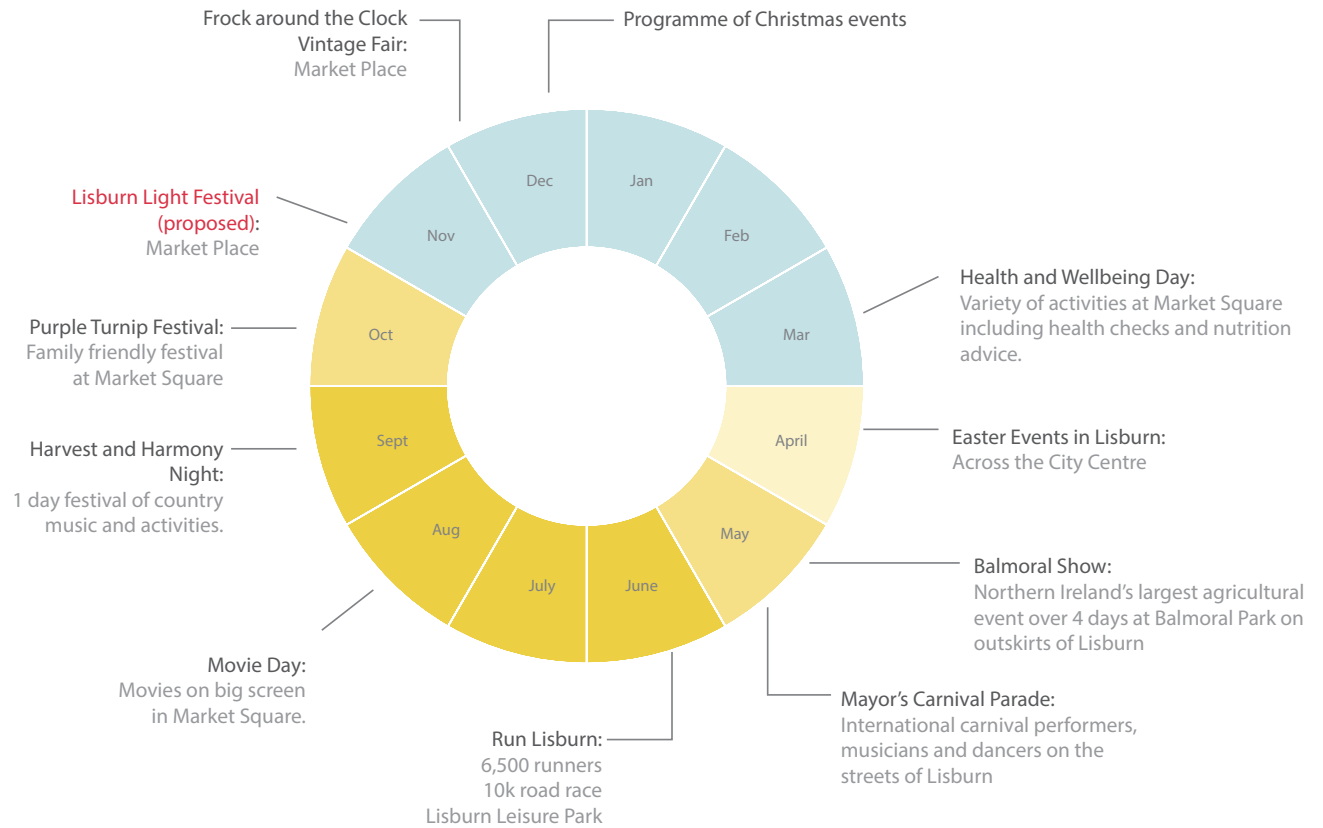 Frock around the Clock
Vintage Fair:
Market Place
Programme of Christmas events
Lisburn Light Festival
(proposed):
Market Place
Purple Turnip Festival:
Family friendly festival
at Market Square
Harvest and Harmony
Night:
1 day festival of country
music and activities.
Movie Day:
Movies on big screen
in Market Square.
Run Lisburn:
6,500 runners
10k road race
Lisburn Leisure Park
Mayor’s Carnival Parade:
International carnival performers,
musicians and dancers on the
streets of Lisburn
Balmoral Show:
Northern Ireland’s largest agricultural
event over 4 days at Balmoral Park on
outskirts of Lisburn
Easter Events in Lisburn:
Across the City Centre
Health and Wellbeing Day:
Variety of activities at Market Square
including health checks and nutrition
advice.
Jan
Feb
Mar
April
May
June
July
Aug
Sept
Oct
Nov
Dec